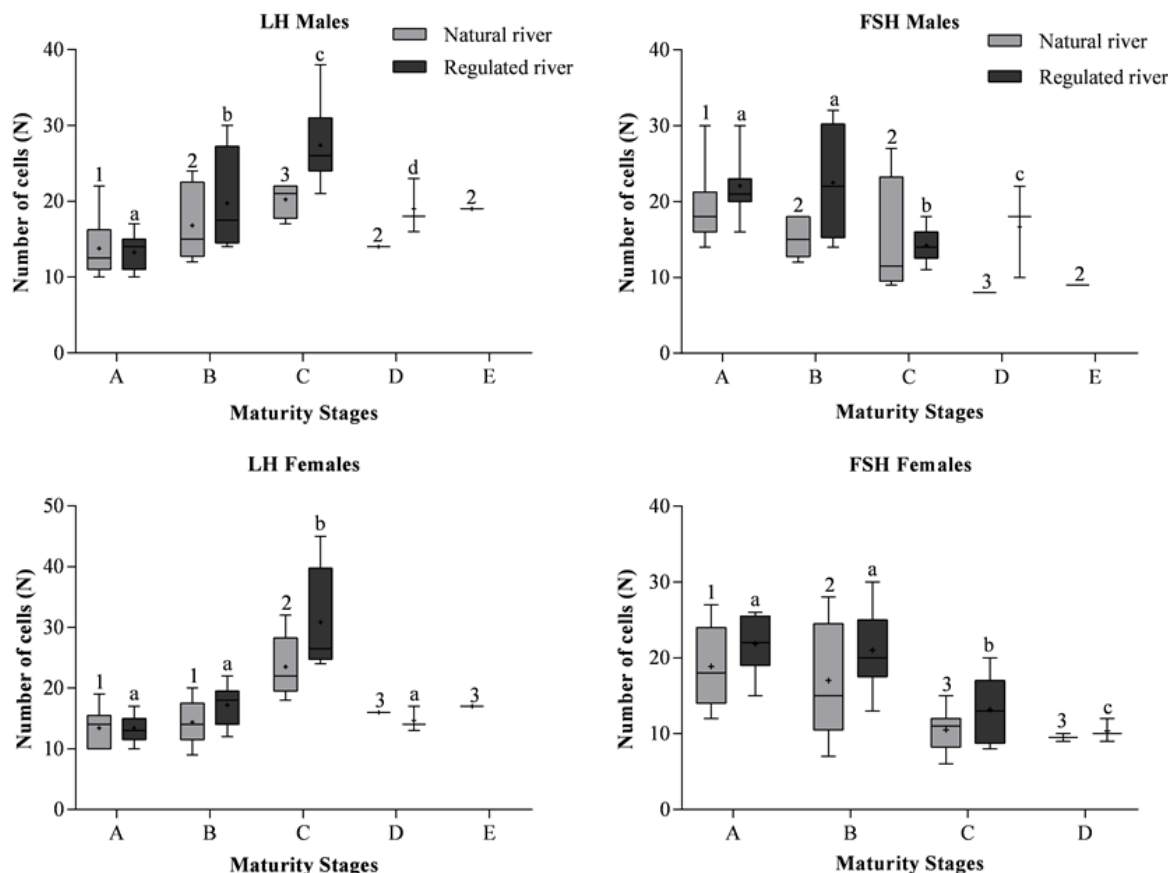 LH Males
Natural river
Regulated river
Number of cells (N)
40
30
20
10
0
1
a
2
b
3
c
2
d
2
A
B
C
D
E
Maturity Stages
FSH Males
Natural river
Regulated river
Number of cells (N)
40
30
20
10
0
1
a
2
a
2
b
3
c
2
A
B
C
D
E
Maturity Stages
LH Females
Number of cells (N)
50
40
30
20
10
0
1
a
1
a
2
b
3
a
3
A
B
C
D
E
Maturity Stages
FSH Females
Number of cells (N)
40
30
20
10
0
1
a
2
a
3
b
3
c
A
B
C
D
Maturity Stages